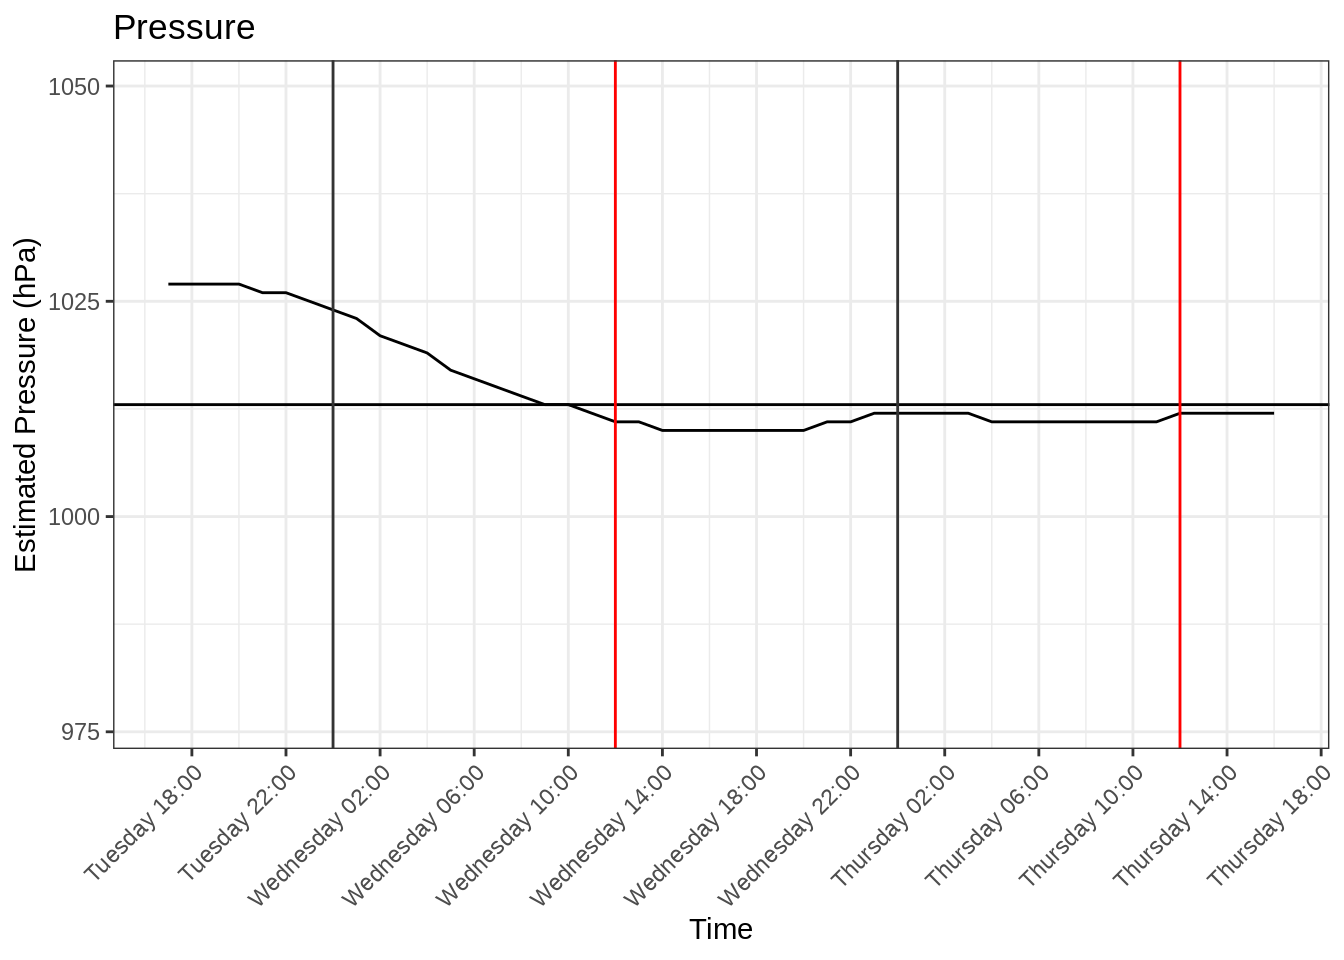 Pressure
Estimated Pressure (hPa)
1050
1025
1000
975
Tuesday 18:00
Tuesday 22:00
Wednesday 02:00
Wednesday 06:00
Wednesday 10:00
Wednesday 14:00
Wednesday 18:00
Wednesday 22:00
Thursday 02:00
Thursday 06:00
Thursday 10:00
Thursday 14:00
Thursday 18:00
Time